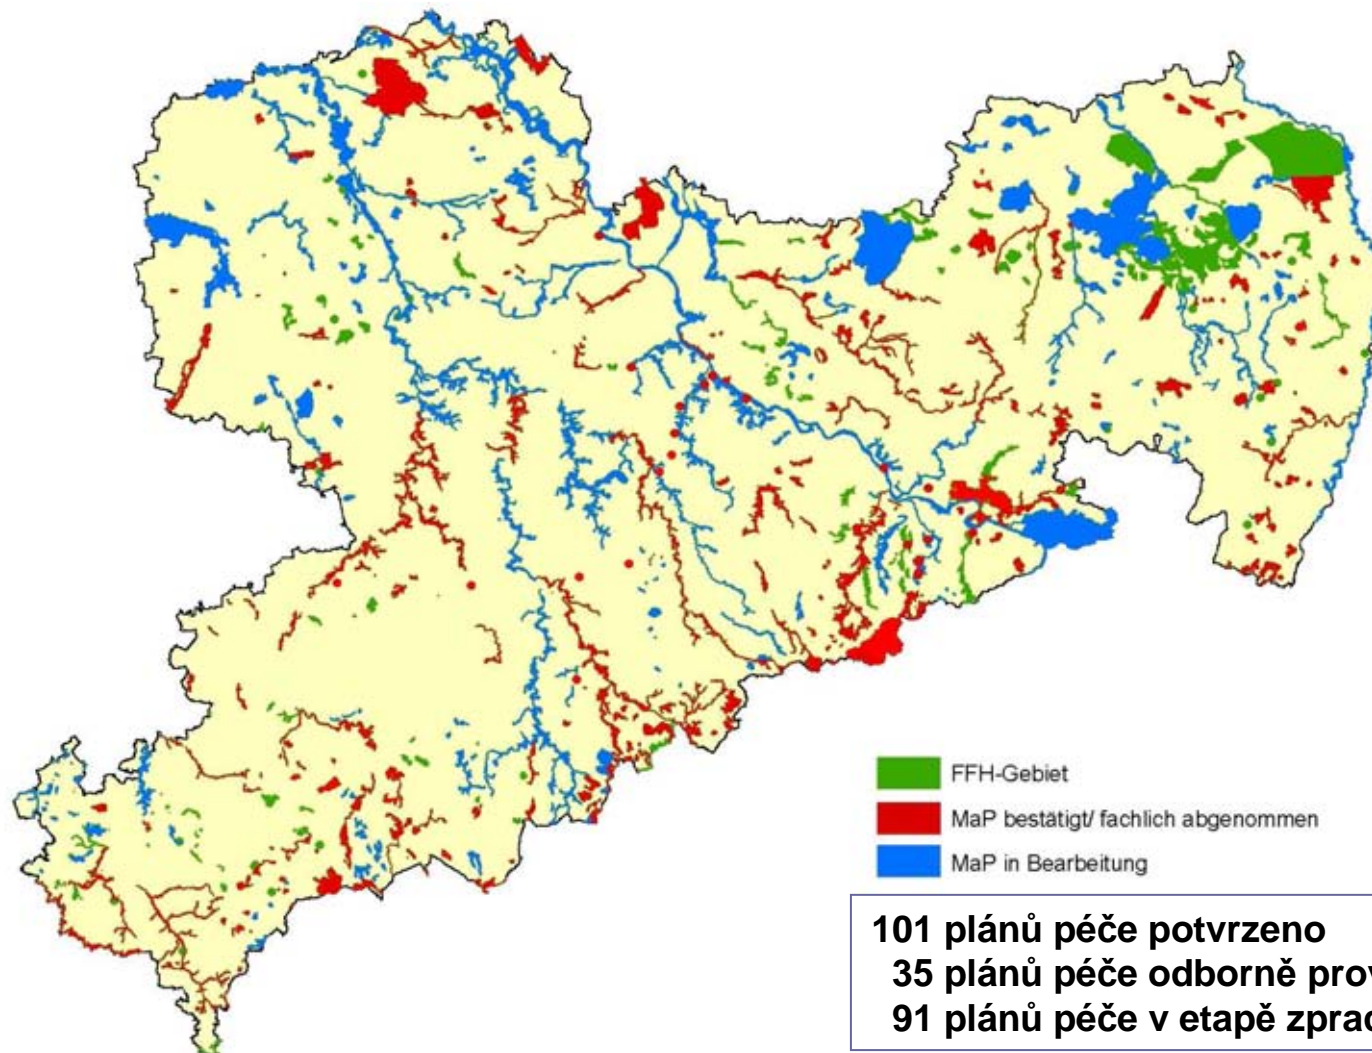 FFH-Gebiet
MaP bestätigt/ fachlich abgenommen
MaP in Bearbeitung
101 plánů péče potvrzeno
35 plánů péče odborně
91 plánů péče v etapě